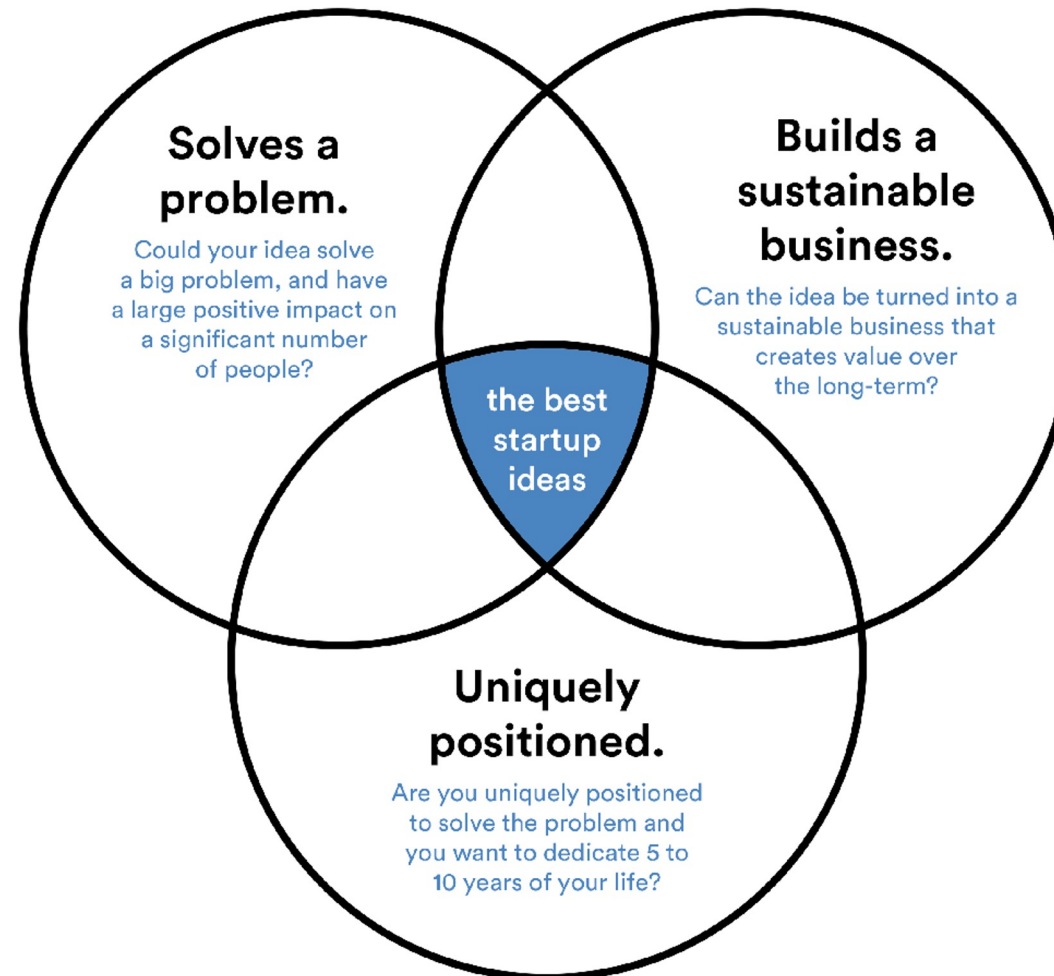 Solves a
problem.
Could your idea solve
a big problem, and have
a large positive impact on
a significant number
of people?
Builds a
sustainable
business.
Can the idea be turned into a
sustainable business that
creates value over
the long-term?
the best
startup
ideas
Uniquely
positioned.
Are you uniquely positioned
to solve the problem and
you want to dedicate 5 to
10 years of your life?